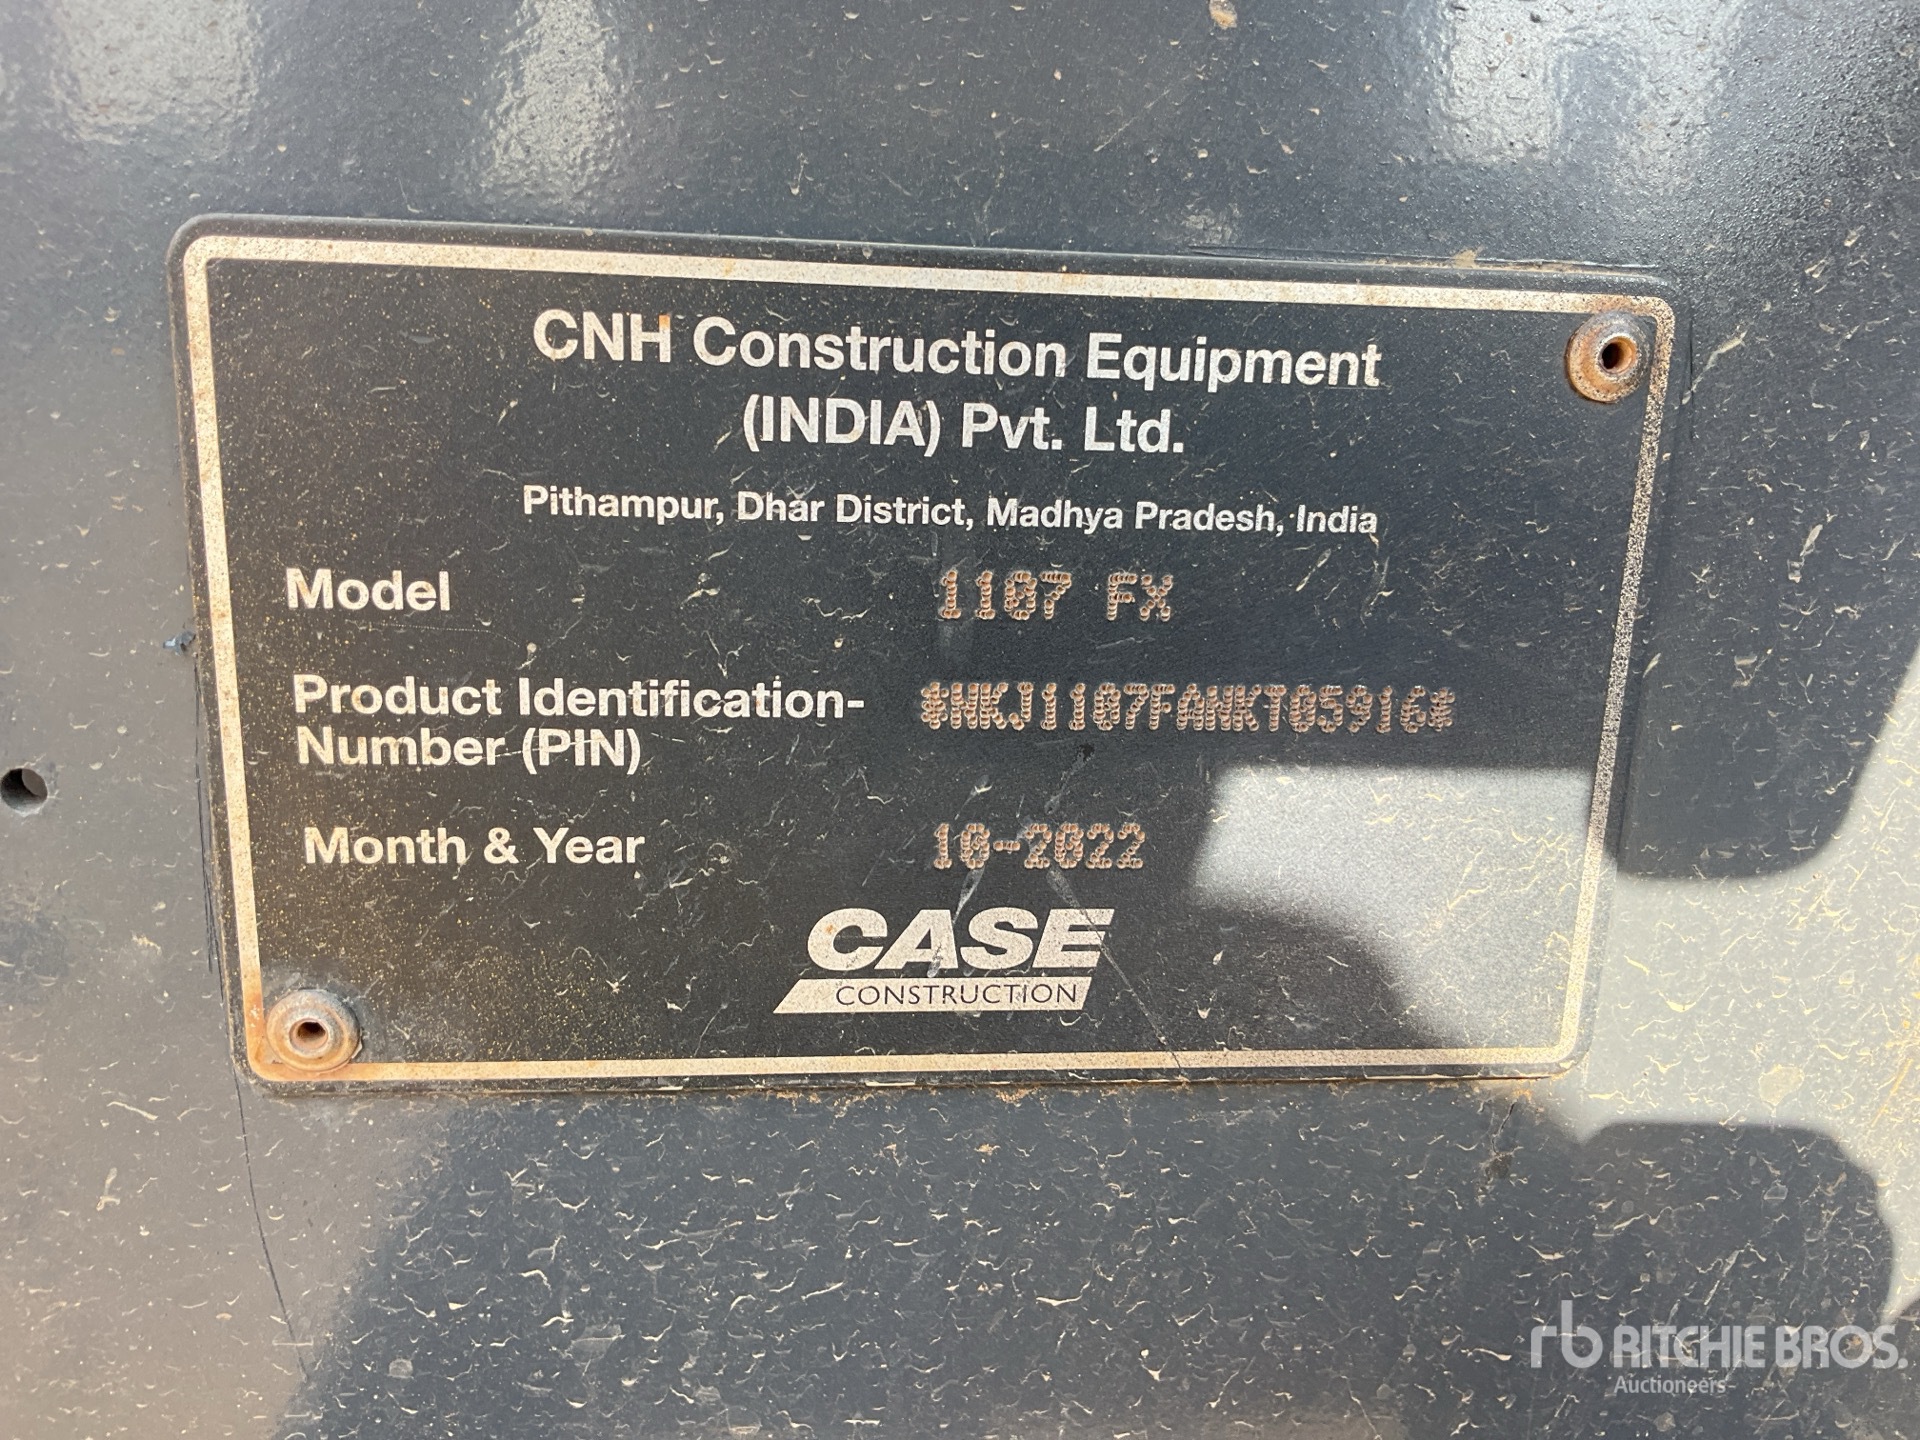 CNH Construction Equipment
(INDIA) Pvt. Ltd.
Pithampur, Dhar District, Madhya Pradesh, India
Model 1107 FX
Product Identification- *NKJ1107FANKT05916*
Number (PIN)
Month & Year 10-2022
CASE
CONSTRUCTION
rb RITCHIE BROS.
Auctioneers